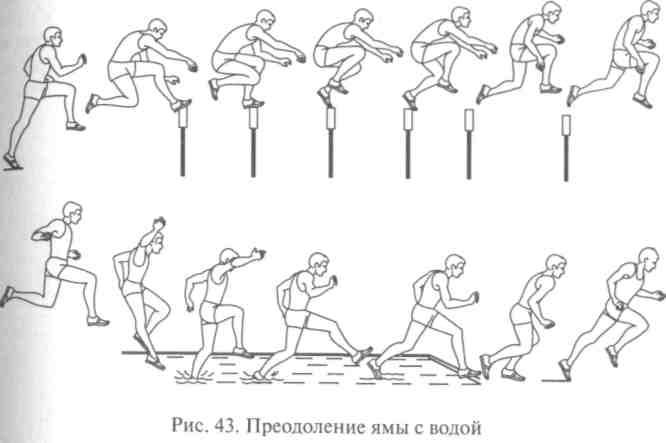 Рис. 43. Преодоление ямы с водой